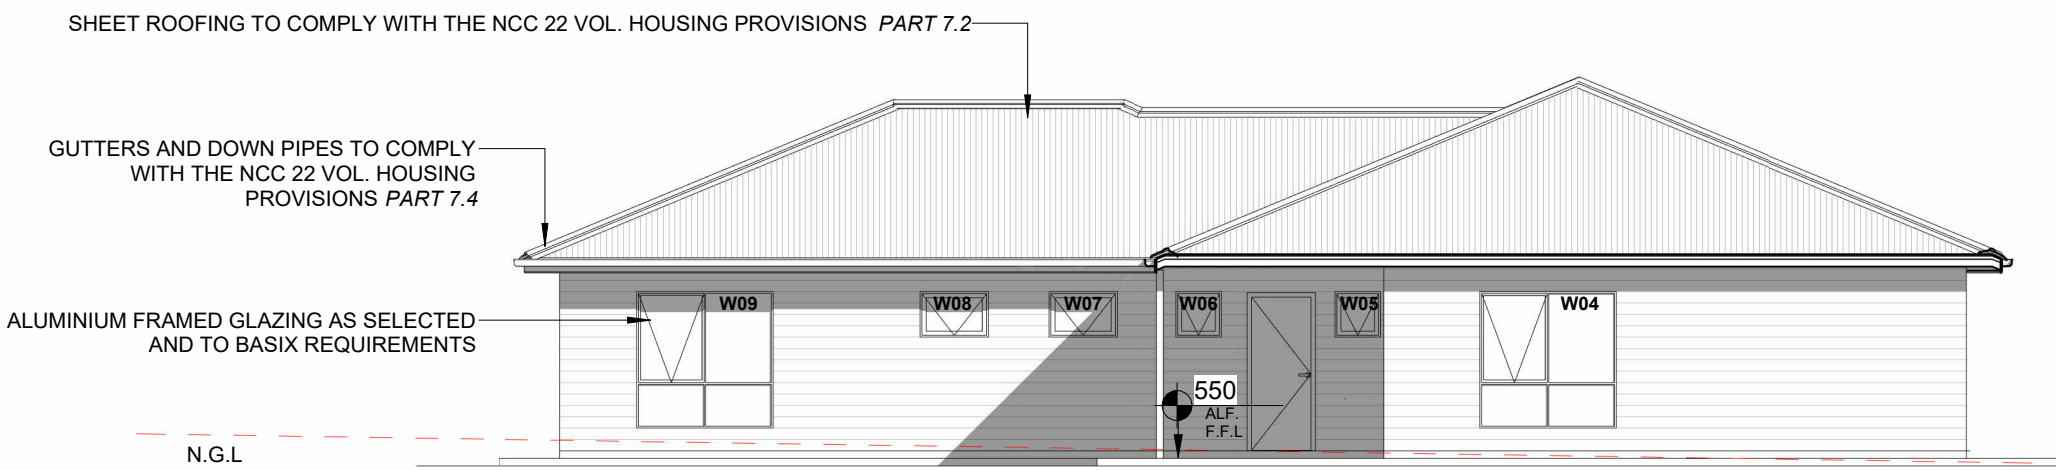 SHEET ROOFING TO COMPLY WITH THE NCC 22 VOL. HOUSING PROVISIONS PART 7.2
GUTTERS AND DOWN PIPES TO COMPLY
WITH THE NCC 22 VOL. HOUSING
PROVISIONS PART 7.4
ALUMINIUM FRAMED GLAZING AS SELECTED
AND TO BASIX REQUIREMENTS
W09
W08
W07
W06
W05
W04
550
ALF.
F.F.L
N.G.L